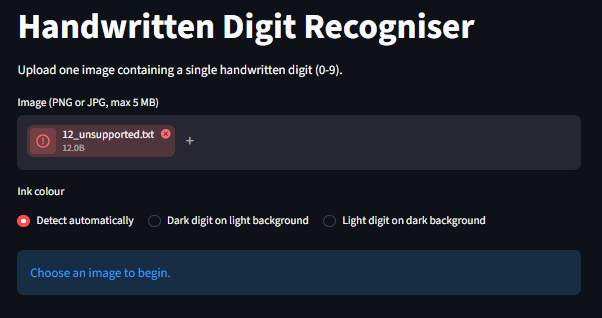 Handwritten Digit Recogniser
Upload one image containing a single handwritten digit (0-9).
Image (PNG or JPG, max 5 MB)
12_unsupported.txt
12.0B
Ink colour
Detect automatically Dark digit on light background Light digit on dark background
Choose an image to begin.